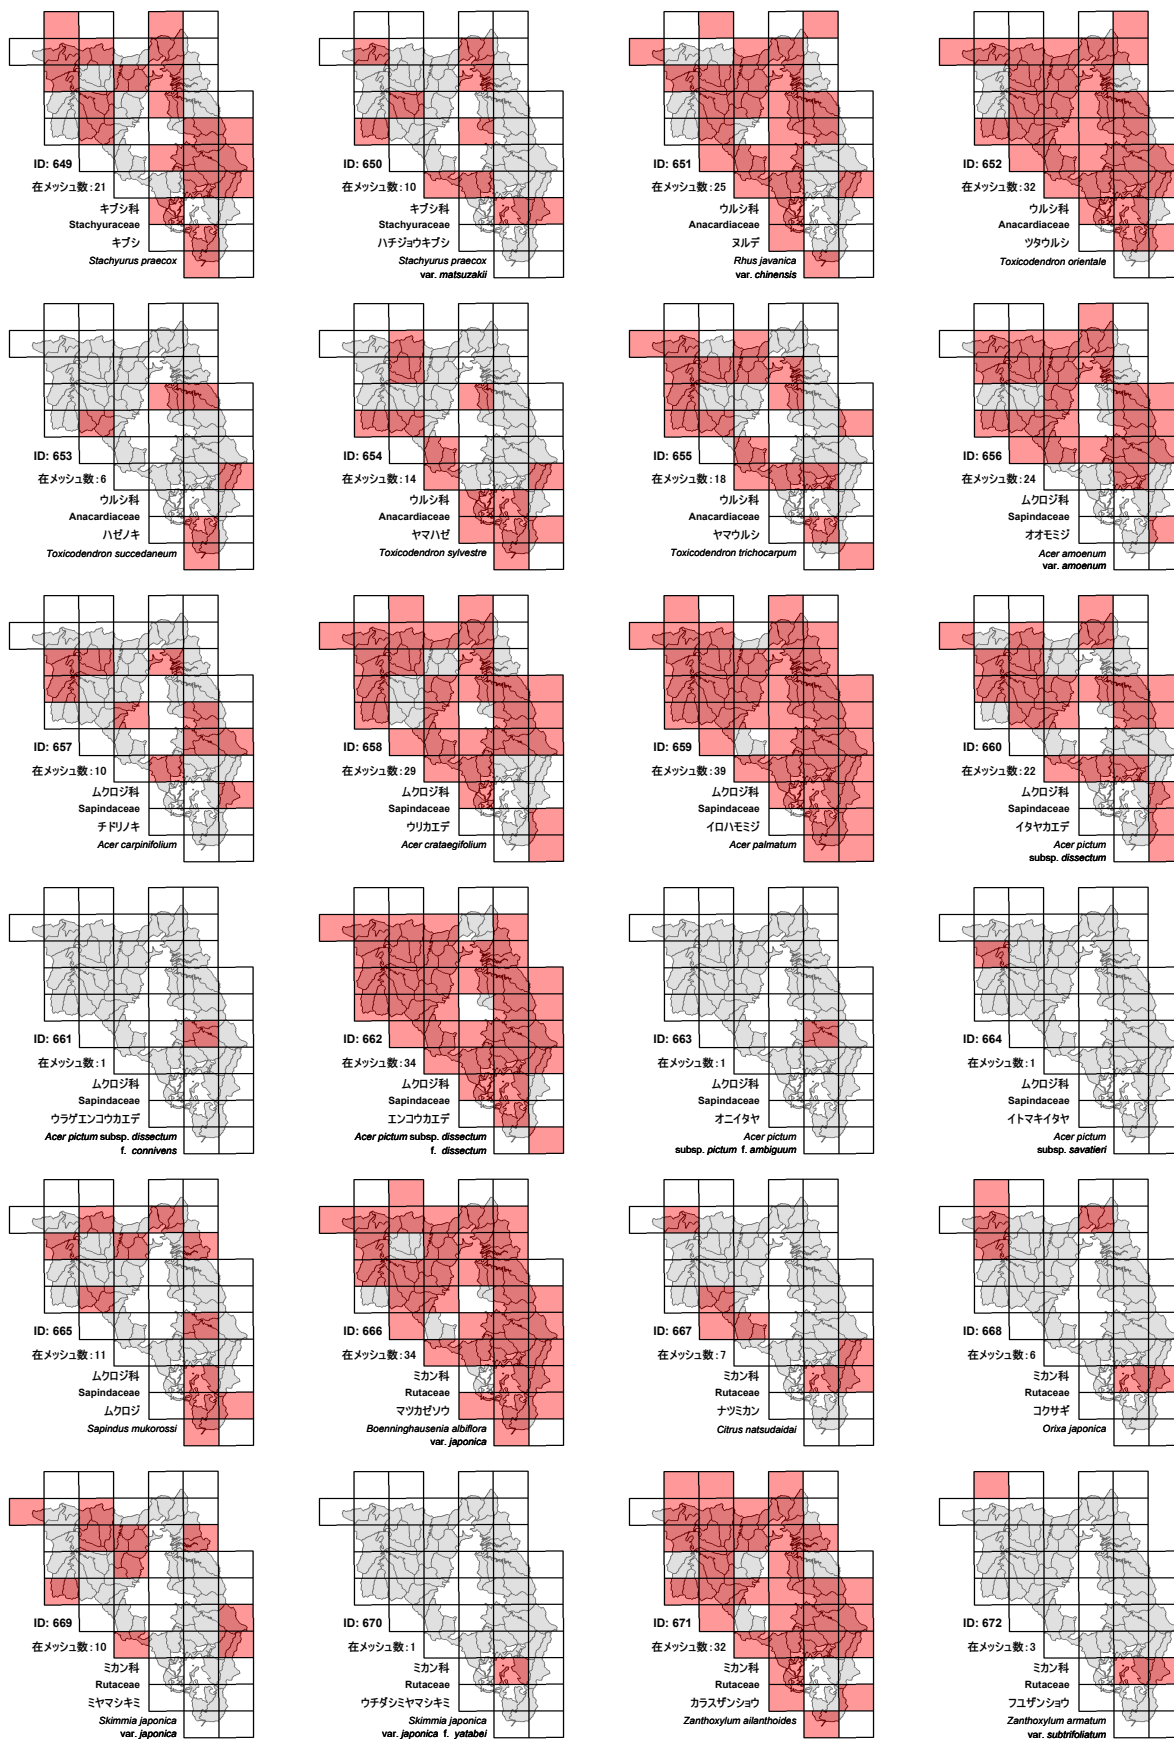 ID: 649
在メッシュ数:21
キブシ科
Stachyuraceae
キブシ
Stachyurus praecox
ID: 650
在メッシュ数:10
キブシ科
Stachyuraceae
ハチジョウキブシ
Stachyurus praecox
var. matsuzakii
ID: 651
在メッシュ数:25
ウルシ科
Anacardiaceae
ヌルデ
Rhus javanica
var. chinensis
ID: 652
在メッシュ数:32
ウルシ科
Anacardiaceae
ツタウルシ
Toxicodendron orientale
ID: 653
在メッシュ数:6
ウルシ科
Anacardiaceae
ハゼノキ
Toxicodendron succedaneum
ID: 654
在メッシュ数:14
ウルシ科
Anacardiaceae
ヤマハゼ
Toxicodendron sylvestre
ID: 655
在メッシュ数:18
ウルシ科
Anacardiaceae
ヤマウルシ
Toxicodendron trichocarpum
ID: 656
在メッシュ数:24
ムクロジ科
Sapindaceae
オオモミジ
Acer amoenum
var. amoenum
ID: 657
在メッシュ数:10
ムクロジ科
Sapindaceae
チドリノキ
Acer carpinifolium
ID: 658
在メッシュ数:29
ムクロジ科
Sapindaceae
ウリカエデ
Acer crataegifolium
ID: 659
在メッシュ数:39
ムクロジ科
Sapindaceae
イロハモミジ
Acer palmatum
ID: 660
在メッシュ数:22
ムクロジ科
Sapindaceae
イタヤカエデ
Acer pictum
subsp. dissectum
ID: 661
在メッシュ数:1
ムクロジ科
Sapindaceae
ウラゲエンコウカエデ
Acer pictum subsp. dissectum
f. connivens
ID: 662
在メッシュ数:34
ムクロジ科
Sapindaceae
エンコウカエデ
Acer pictum subsp. dissectum
f. dissectum
ID: 663
在メッシュ数:1
ムクロジ科
Sapindaceae
オニイタヤ
Acer pictum
subsp. pictum f. ambiguum
ID: 664
在メッシュ数:1
ムクロジ科
Sapindaceae
イトマキイタヤ
Acer pictum
subsp. savatieri
ID: 665
在メッシュ数:11
ムクロジ科
Sapindaceae
ムクロジ
Sapindus mukorossi
ID: 666
在メッシュ数:34
ミカン科
Rutaceae
マツカゼソウ
Boenninghausenia albiflora
var. japonica
ID: 667
在メッシュ数:7
ミカン科
Rutaceae
ナツミカン
Citrus natsudaidai
ID: 668
在メッシュ数:6
ミカン科
Rutaceae
コクサギ
Orixa japonica
ID: 669
在メッシュ数:10
ミカン科
Rutaceae
ミヤマシキミ
Skimmia japonica
var. japonica
ID: 670
在メッシュ数:1
ミカン科
Rutaceae
ウチダシミヤマシキミ
Skimmia japonica
var. japonica f. yatabei
ID: 671
在メッシュ数:32
ミカン科
Rutaceae
カラスザンショウ
Zanthoxylum ailanthoides
ID: 672
在メッシュ数:3
ミカン科
Rutaceae
フユザンショウ
Zanthoxylum armatum
var. subtrifoliatum